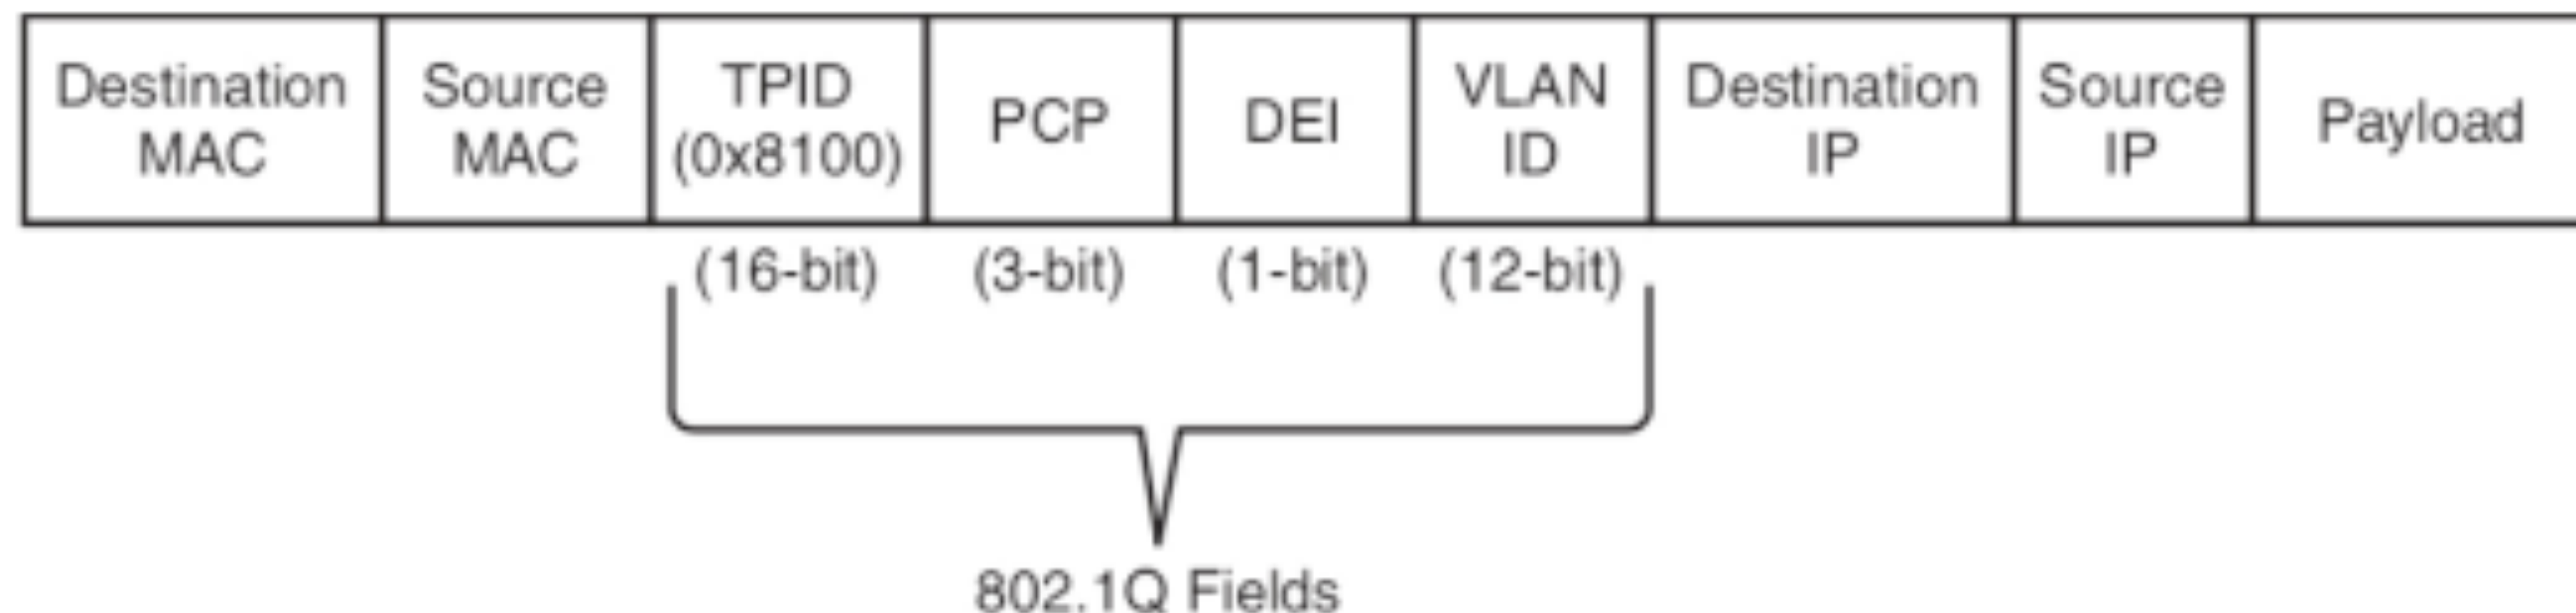 Destination
MAC
Source
MAC
TPID
(0x8100)
PCP
DEI
VLAN
ID
Destination
IP
Source
IP
Payload
(16-bit)
(3-bit)
(1-bit)
(12-bit)
802.1Q Fields